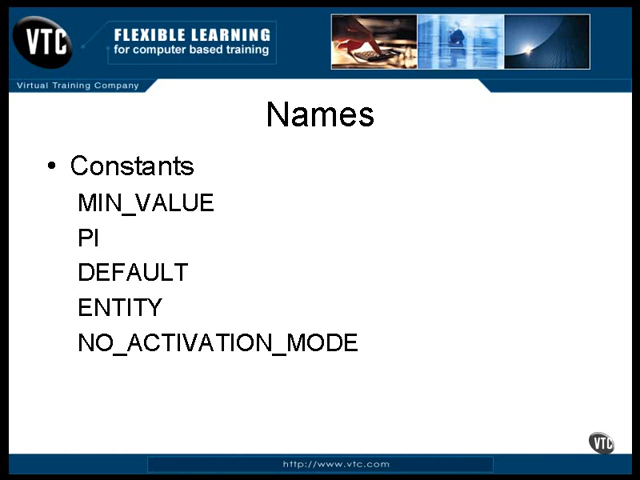 VTC
FLEXIBLE LEARNING
for computer based training
Virtual Training Company
Names
• Constants
MIN_VALUE
PI
DEFAULT
ENTITY
NO_ACTIVATION_MODE
VTC
http://www.vtc.com